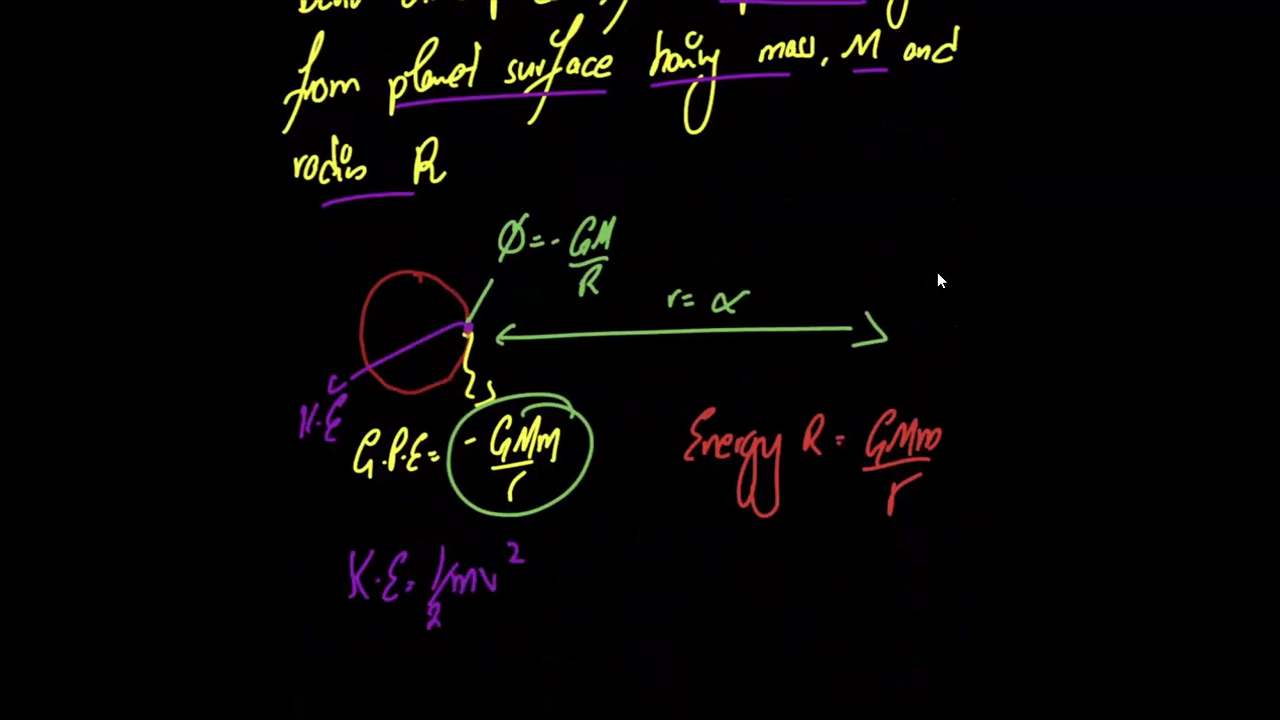 from planet surface having mass, M and
radius R
Ø = - GM/R
r = ∝
K.E
G.P.E = - GMm/r
Energy R = GMm/r
K.E = 1/2 mv²